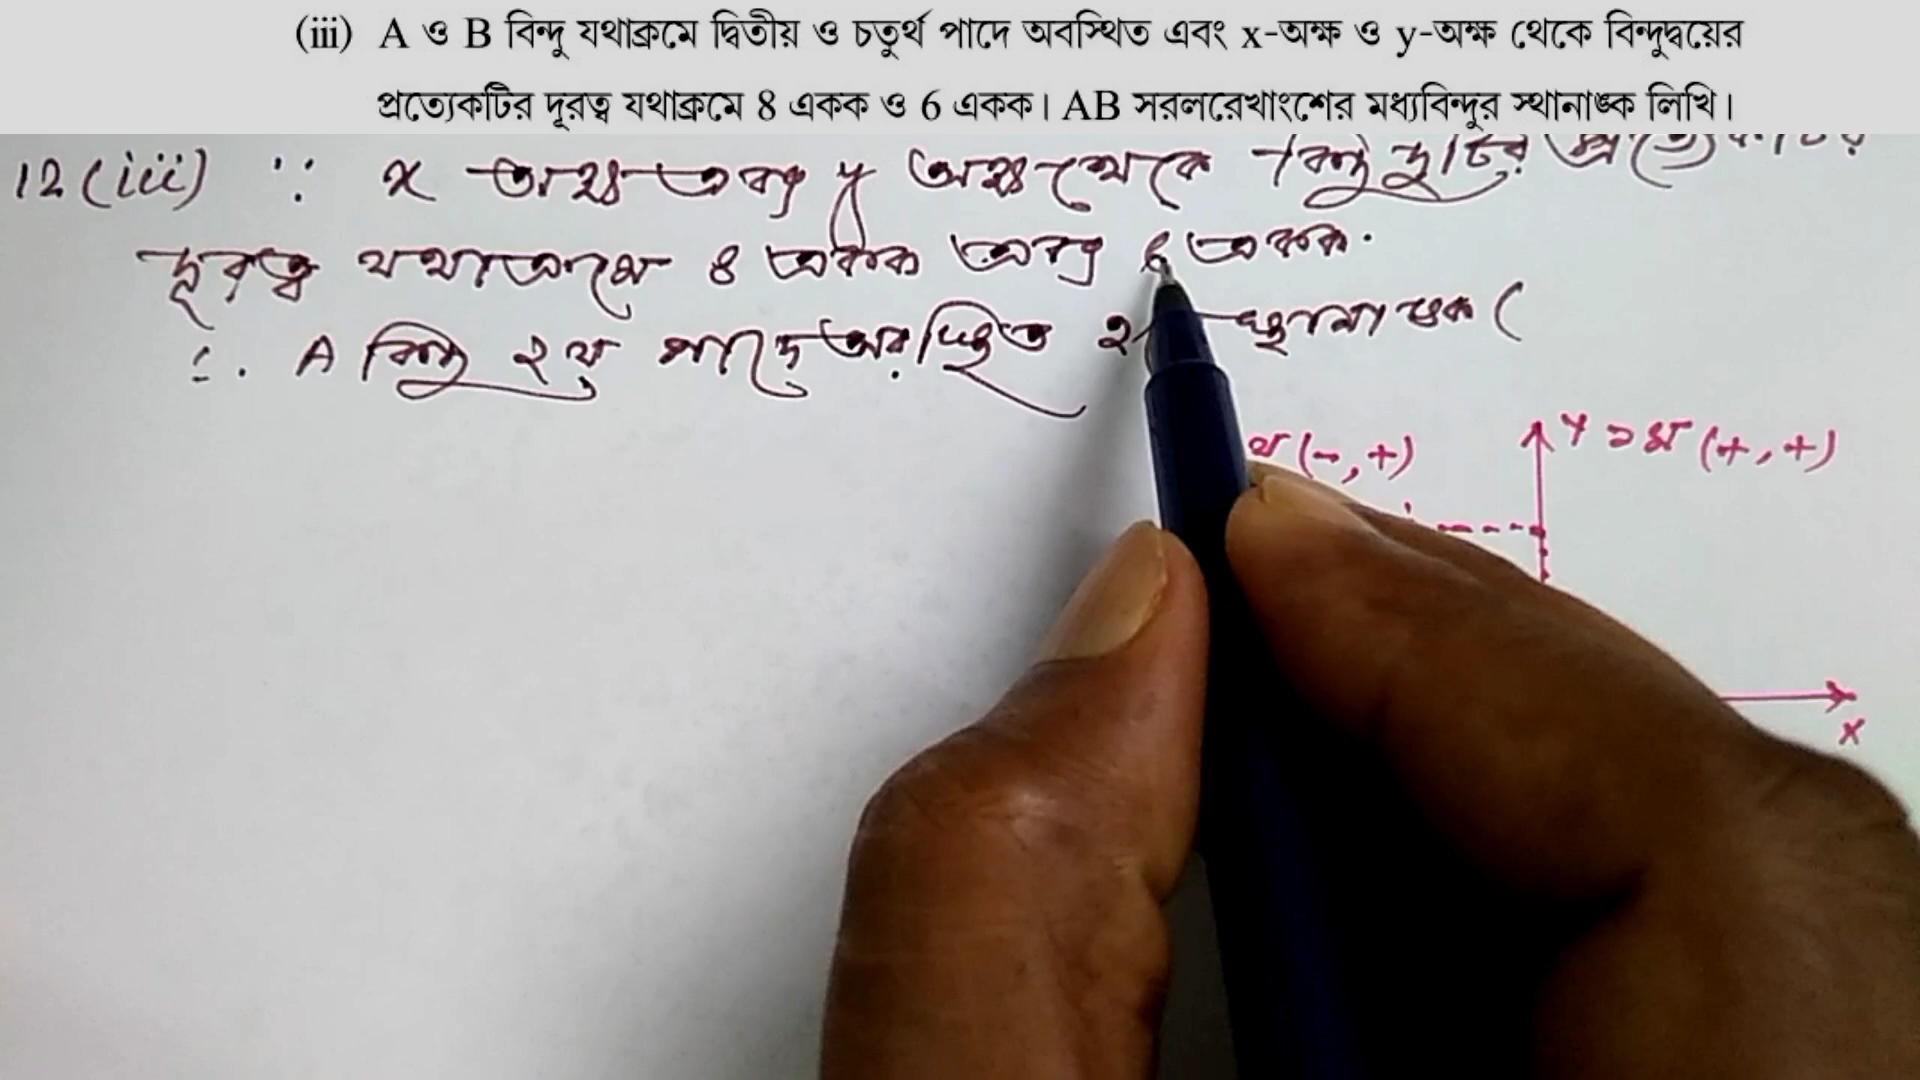 (iii) A ও B বিন্দু যথাক্রমে দ্বিতীয় ও চতুর্থ পাদে অবস্থিত এবং x-অক্ষ ও y-অক্ষ থেকে বিন্দুদ্বয়ের
প্রত্যেকটির দূরত্ব যথাক্রমে 8 একক ও 6 একক। AB সরলরেখাংশের মধ্যবিন্দুর স্থানাঙ্ক লিখি।
12 (iii) ∵ x অক্ষ এবং y অক্ষ থেকে বিন্দু দুটির প্রত্যেকটির
দূরত্ব যথাক্রমে 8 একক এবং 6 একক.
∴ A বিন্দু ২য় পাদে অবস্থিত স্থানাঙ্ক (
য় (-, +) Y ১ম (+, +)
x